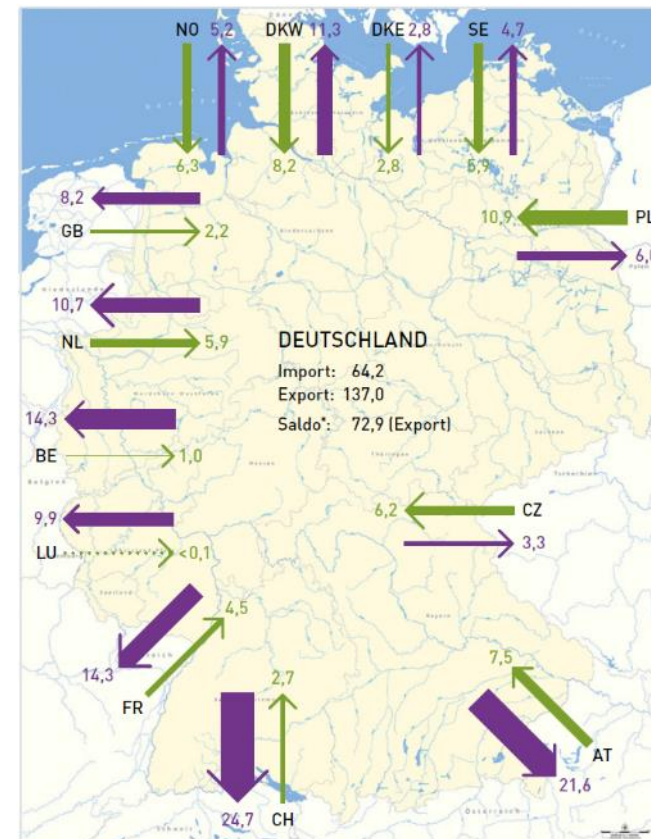 NO 5,2 DKW 11,3 DKE 2,8 SE 4,7
6,3 8,2 2,8 5,9
8,2
GB 2,2
10,9 PL
10,7
NL 5,9
DEUTSCHLAND
Import: 64,2
Export: 137,0
Saldo*: 72,9 (Export)
14,3
BE 1,0
6,2 CZ
9,9 3,3
LU <0,1
4,5
14,3
FR
2,7
7,5
AT
21,6
24,7 CH